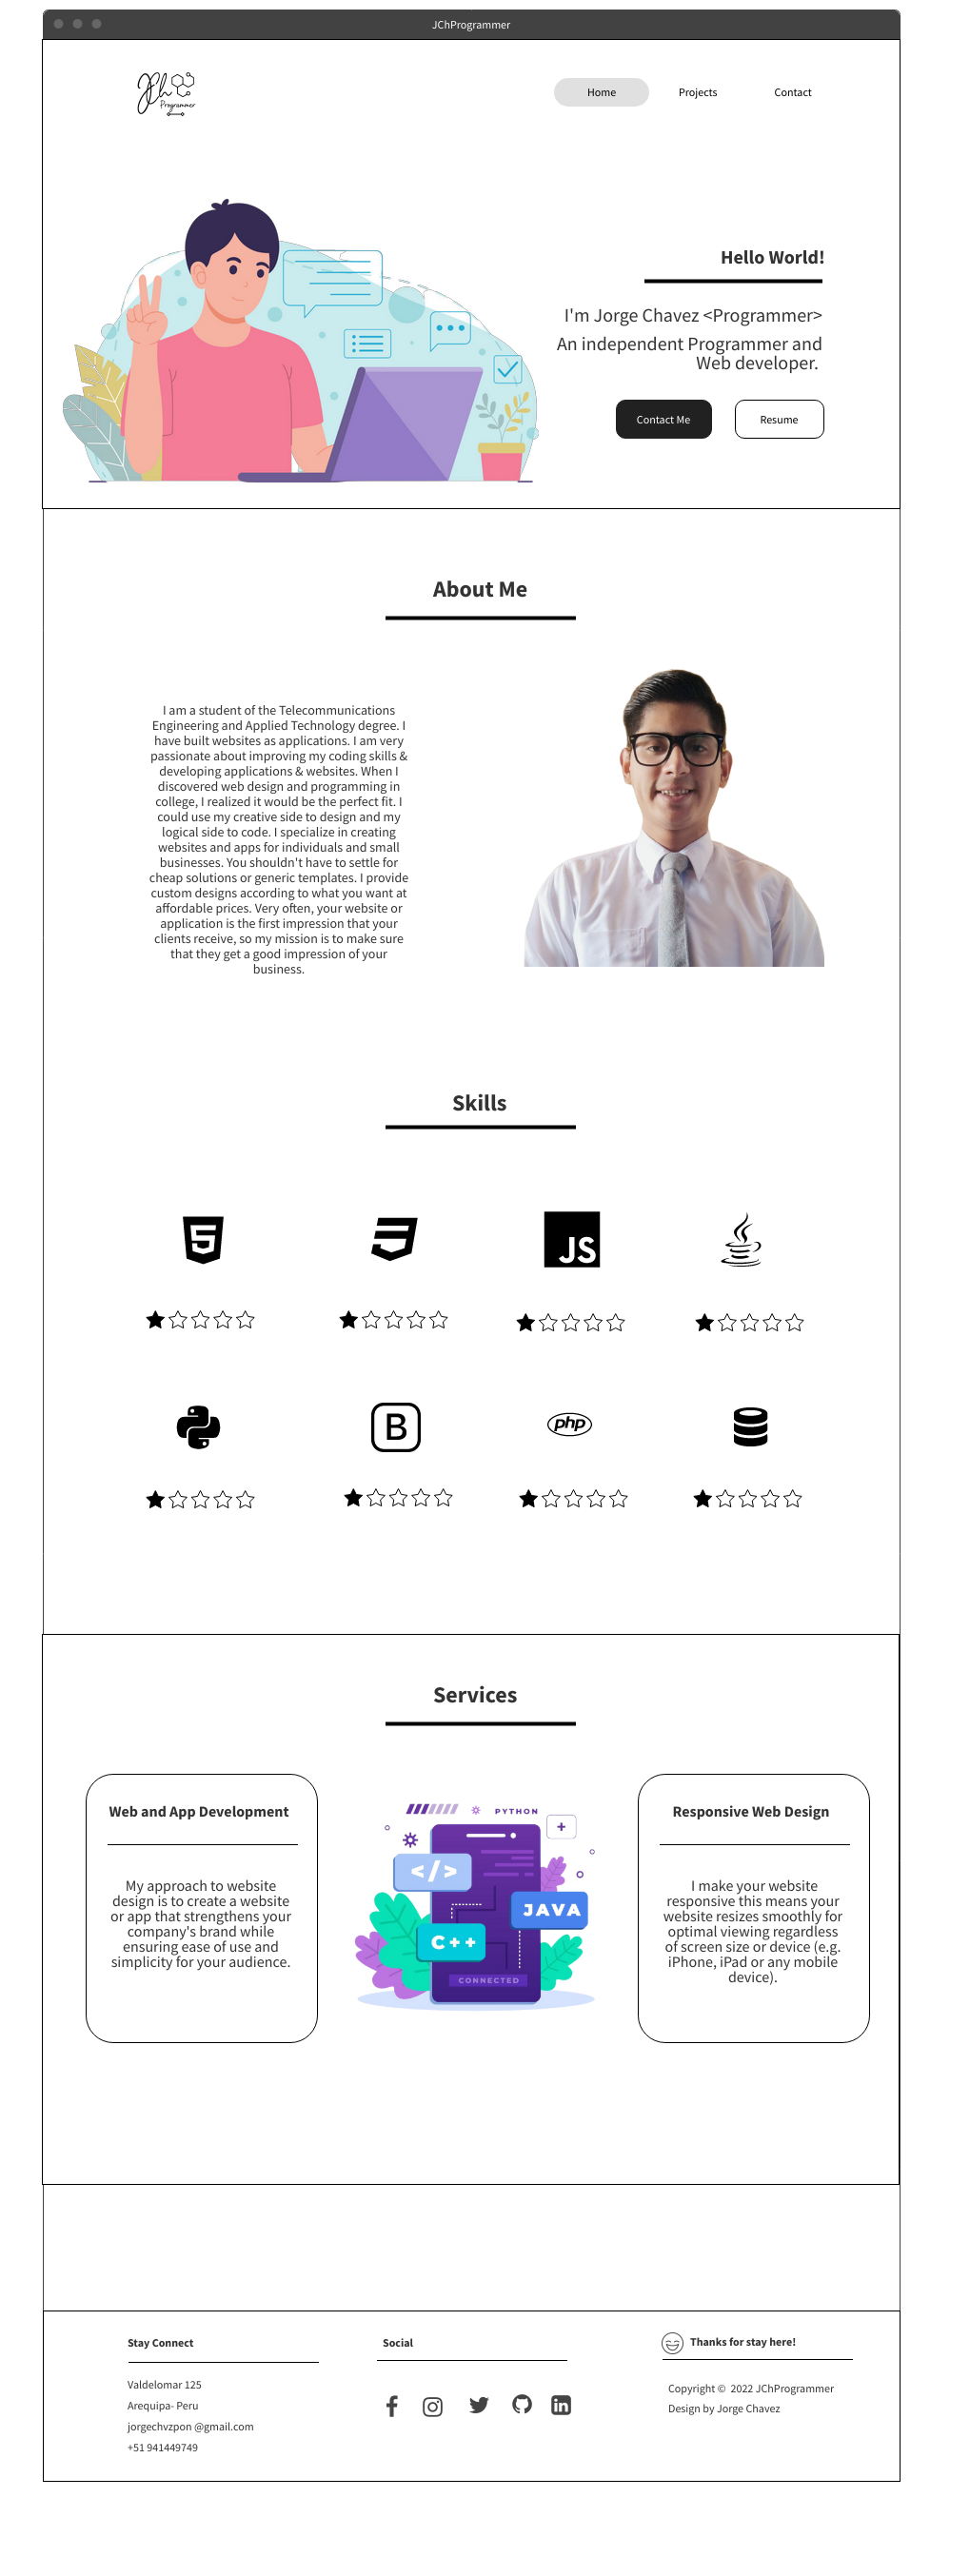 JChProgrammer
JCh
Programmer
Home
Projects
Contact
Hello World!
I'm Jorge Chavez <Programmer>
An independent Programmer and
Web developer.
Contact Me
Resume
About Me
I am a student of the Telecommunications
Engineering and Applied Technology degree. I
have built websites as applications. I am very
passionate about improving my coding skills &
developing applications & websites. When I
discovered web design and programming in
college, I realized it would be the perfect fit. I
could use my creative side to design and my
logical side to code. I specialize in creating
websites and apps for individuals and small
businesses. You shouldn't have to settle for
cheap solutions or generic templates. I provide
custom designs according to what you want at
affordable prices. Very often, your website or
application is the first impression that your
clients receive, so my mission is to make sure
that they get a good impression of your
business.
Skills
5
3
JS
B
php
Services
Web and App Development
My approach to website
design is to create a website
or app that strengthens your
company's brand while
ensuring ease of use and
simplicity for your audience.
PYTHON
+
</>
JAVA
C++
CONNECTED
Responsive Web Design
I make your website
responsive this means your
website resizes smoothly for
optimal viewing regardless
of screen size or device (e.g.
iPhone, iPad or any mobile
device).
Stay Connect
Valdelomar 125
Arequipa- Peru
jorgechvzpon @gmail.com
+51 941449749
Social
f
in
Thanks for stay here!
Copyright © 2022 JChProgrammer
Design by Jorge Chavez